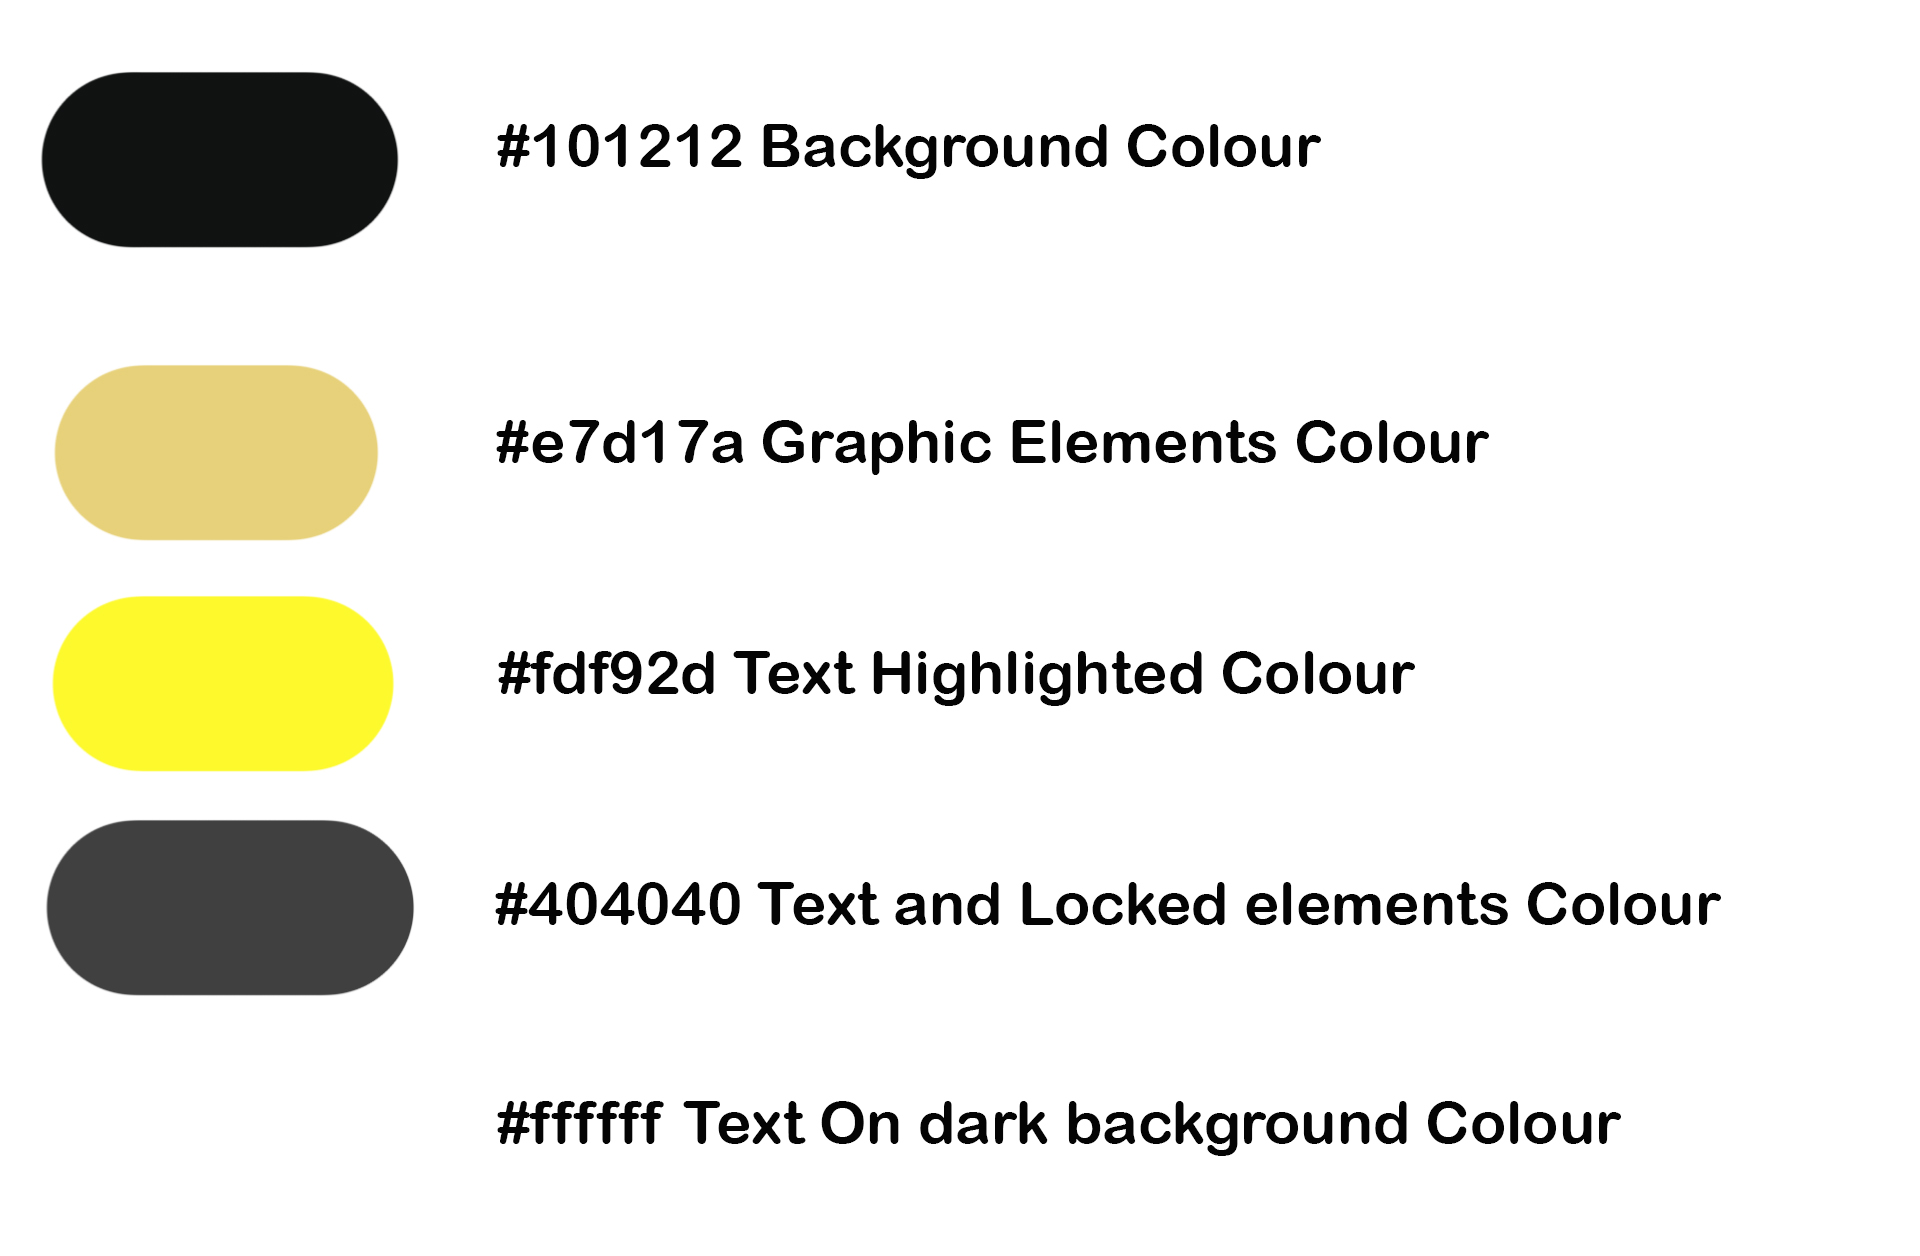 #101212 Background Colour
#e7d17a Graphic Elements Colour
#fdf92d Text Highlighted Colour
#404040 Text and Locked elements Colour
#ffffff Text On dark background Colour